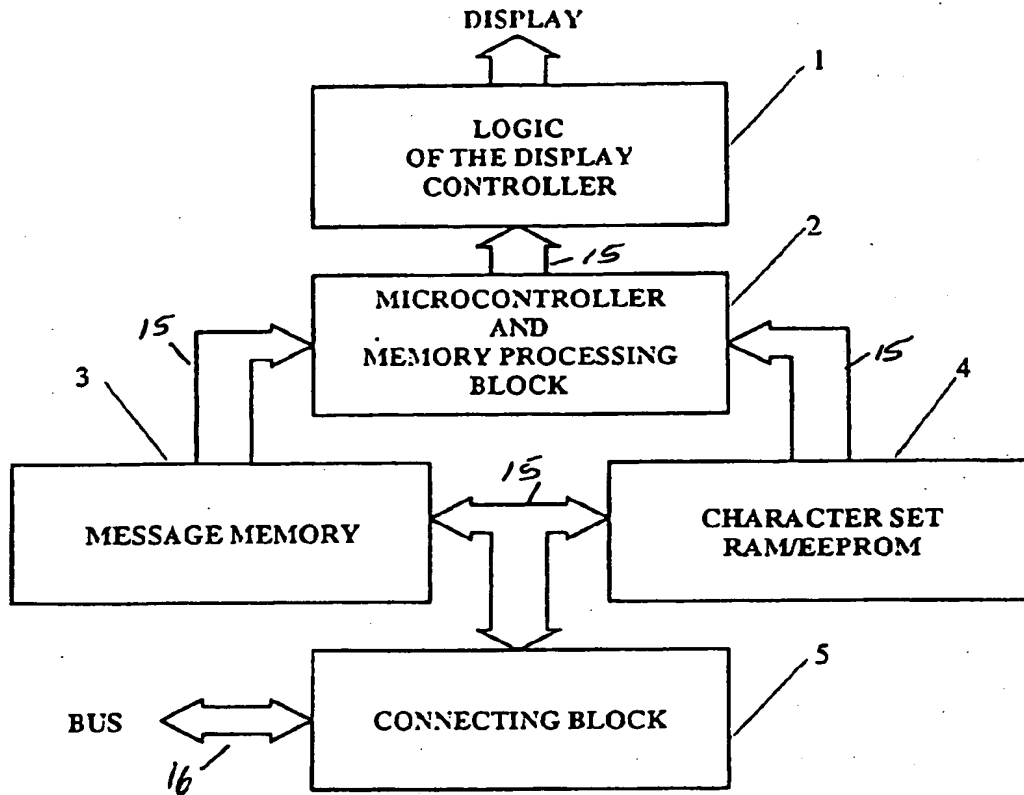 DISPLAY
1
LOGIC
OF THE DISPLAY
CONTROLLER
15
2
MICROCONTROLLER
AND
MEMORY PROCESSING
BLOCK
15
15
3
4
MESSAGE MEMORY
15
CHARACTER SET
RAM/EEPROM
5
BUS
CONNECTING BLOCK
16